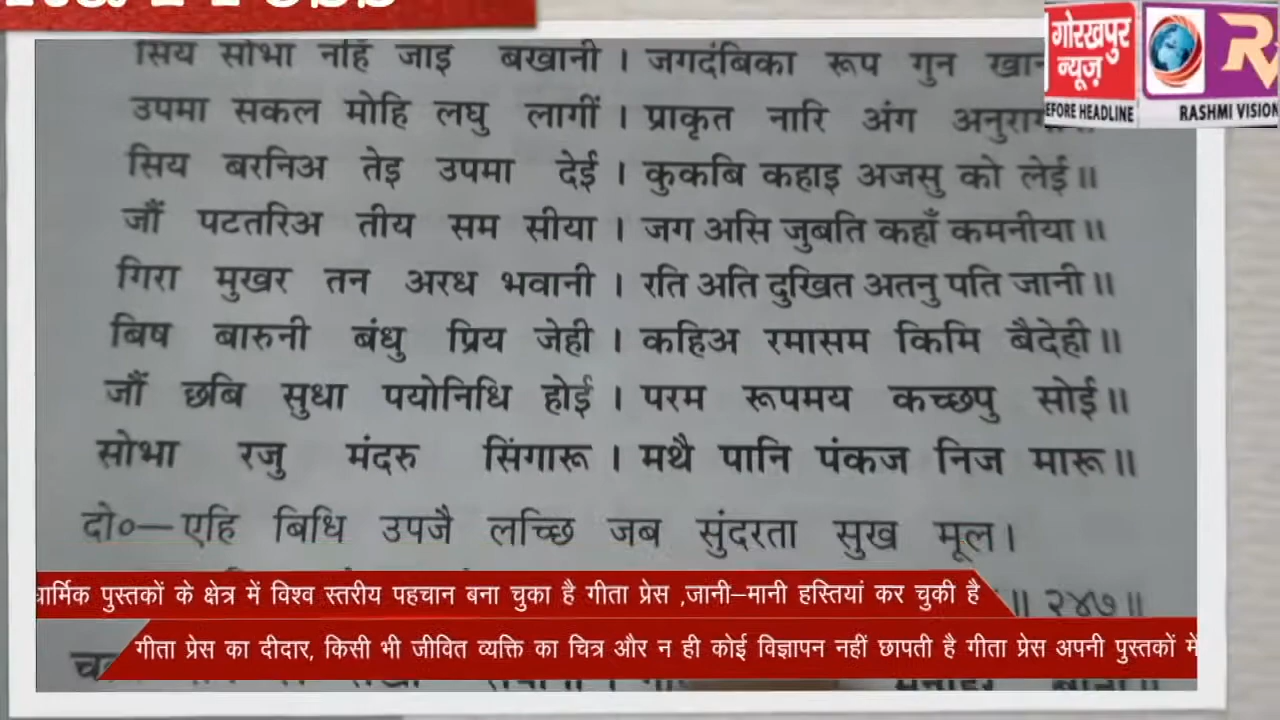 गोरखपुर
न्यूज़
EFORE HEADLINE
RASHMI VISION
सिय सोभा नहिं जाइ बखानी । जगदंबिका रूप गुन
उपमा सकल मोहि लघु लागीं । प्राकृत नारि अंग
सिय बरनिअ तेइ उपमा देई । कुकबि कहाइ अजसु को लेई ॥
जौं पटतरिअ तीय सम सीया । जग असि जुबति कहाँ कमनीया ॥
गिरा मुखर तन अरध भवानी । रति अति दुखित अतनु पति जानी ॥
बिष बारुनी बंधु प्रिय जेही । कहिअ रमासम किमि बैदेही ॥
जौं छबि सुधा पयोनिधि होई । परम रूपमय कच्छपु सोई ॥
सोभा रजु मंदरु सिंगारू । मथै पानि पंकज निज मारू ॥
दो०—एहि बिधि उपजै लच्छि जब सुंदरता सुख मूल ।
॥ २४७ ॥
धार्मिक पुस्तकों के क्षेत्र में विश्व स्तरीय पहचान बना चुका है गीता प्रेस ,जानी–मानी हस्तियां कर चुकी है
गीता प्रेस का दीदार, किसी भी जीवित व्यक्ति का चित्र और न ही कोई विज्ञापन नहीं छापती है गीता प्रेस अपनी पुस्तकों में